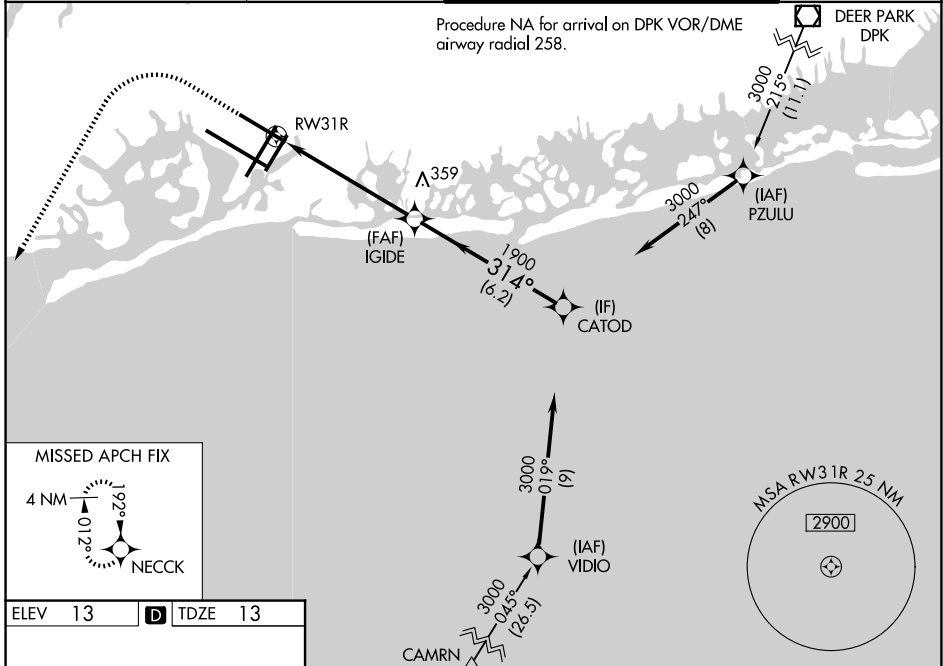 Procedure NA for arrival on DPK VOR/DME
airway radial 258.
DEER PARK
DPK
3000
215°
(11.1)
RW31R
359
(IAF)
PZULU
3000
247°
(8)
(FAF)
IGIDE
1900
314°
(6.2)
(IF)
CATOD
MISSED APCH FIX
4 NM
192°
012°
NECCK
3000
019°
(9)
(IAF)
VIDIO
MSA RW31R 25 NM
2900
3000
045°
(26.5)
CAMRN
ELEV 13 D TDZE 13